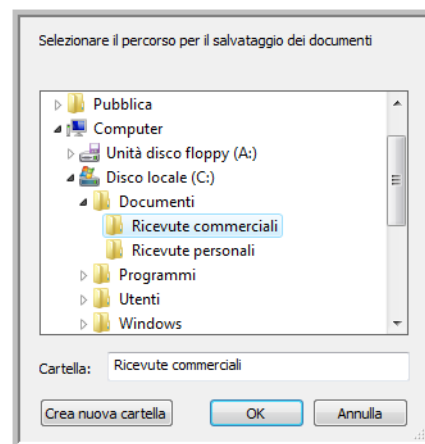 Selezionare il percorso per il salvataggio dei documenti
Pubblica
Computer
Unità disco floppy (A:)
Disco locale (C:)
Documenti
Ricevute commerciali
Ricevute personali
Programmi
Utenti
Windows
Cartella: Ricevute commerciali
Crea nuova cartella OK Annulla